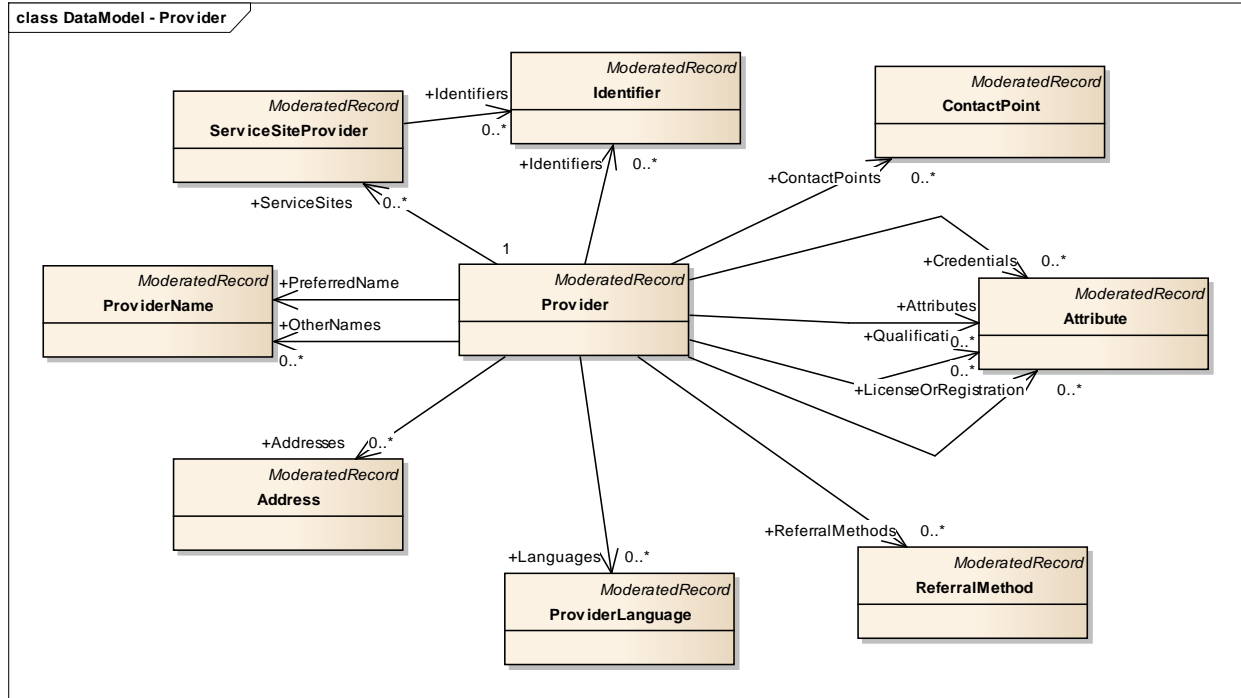 class DataModel - Provider
ModeratedRecord
Identifier
ModeratedRecord
ContactPoint
ModeratedRecord
ServiceSiteProvider
+Identifiers
0..*
+Identifiers
0..*
+ContactPoints
0..*
+ServiceSites
0..*
1
ModeratedRecord
ProviderName
+PreferredName
+OtherNames
0..*
ModeratedRecord
Provider
+Credentials
0..*
ModeratedRecord
Attribute
+Attributes
0..*
+Qualificati
0..*
+LicenseOrRegistration
0..*
+Addresses
0..*
ModeratedRecord
Address
+Languages
0..*
ModeratedRecord
ProviderLanguage
+ReferralMethods
0..*
ModeratedRecord
ReferralMethod